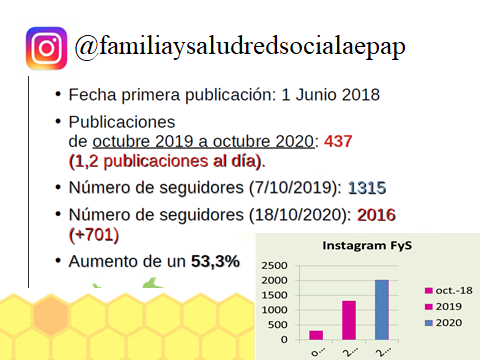 @familiaysaludredsocialaepap
• Fecha primera publicación: 1 Junio 2018
• Publicaciones
de octubre 2019 a octubre 2020: 437
(1,2 publicaciones al día).
• Número de seguidores (7/10/2019): 1315
• Número de seguidores (18/10/2020): 2016
(+701)
• Aumento de un 53,3%
Instagram FyS
2500
2000
1500
1000
500
0
o...
2...
2...
oct.-18
2019
2020